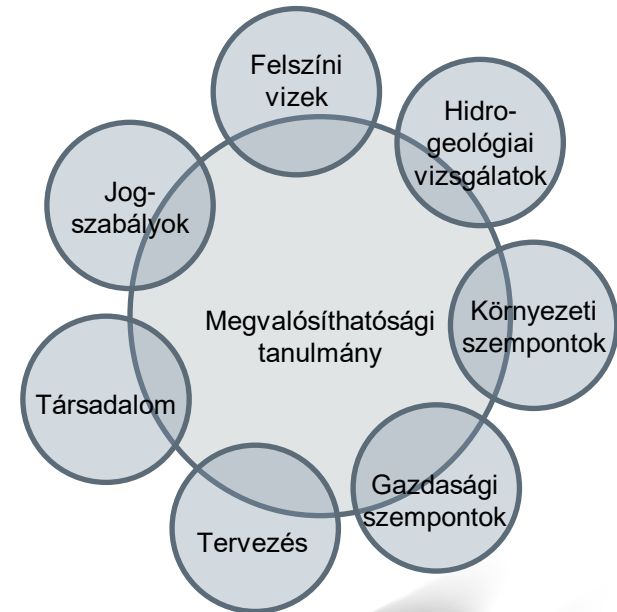 Felszíni
vizek
Hidro-
geológiai
vizsgálatok
Környezeti
szempontok
Gazdasági
szempontok
Tervezés
Társadalom
Jog-
szabályok
Megvalósíthatósági
tanulmány